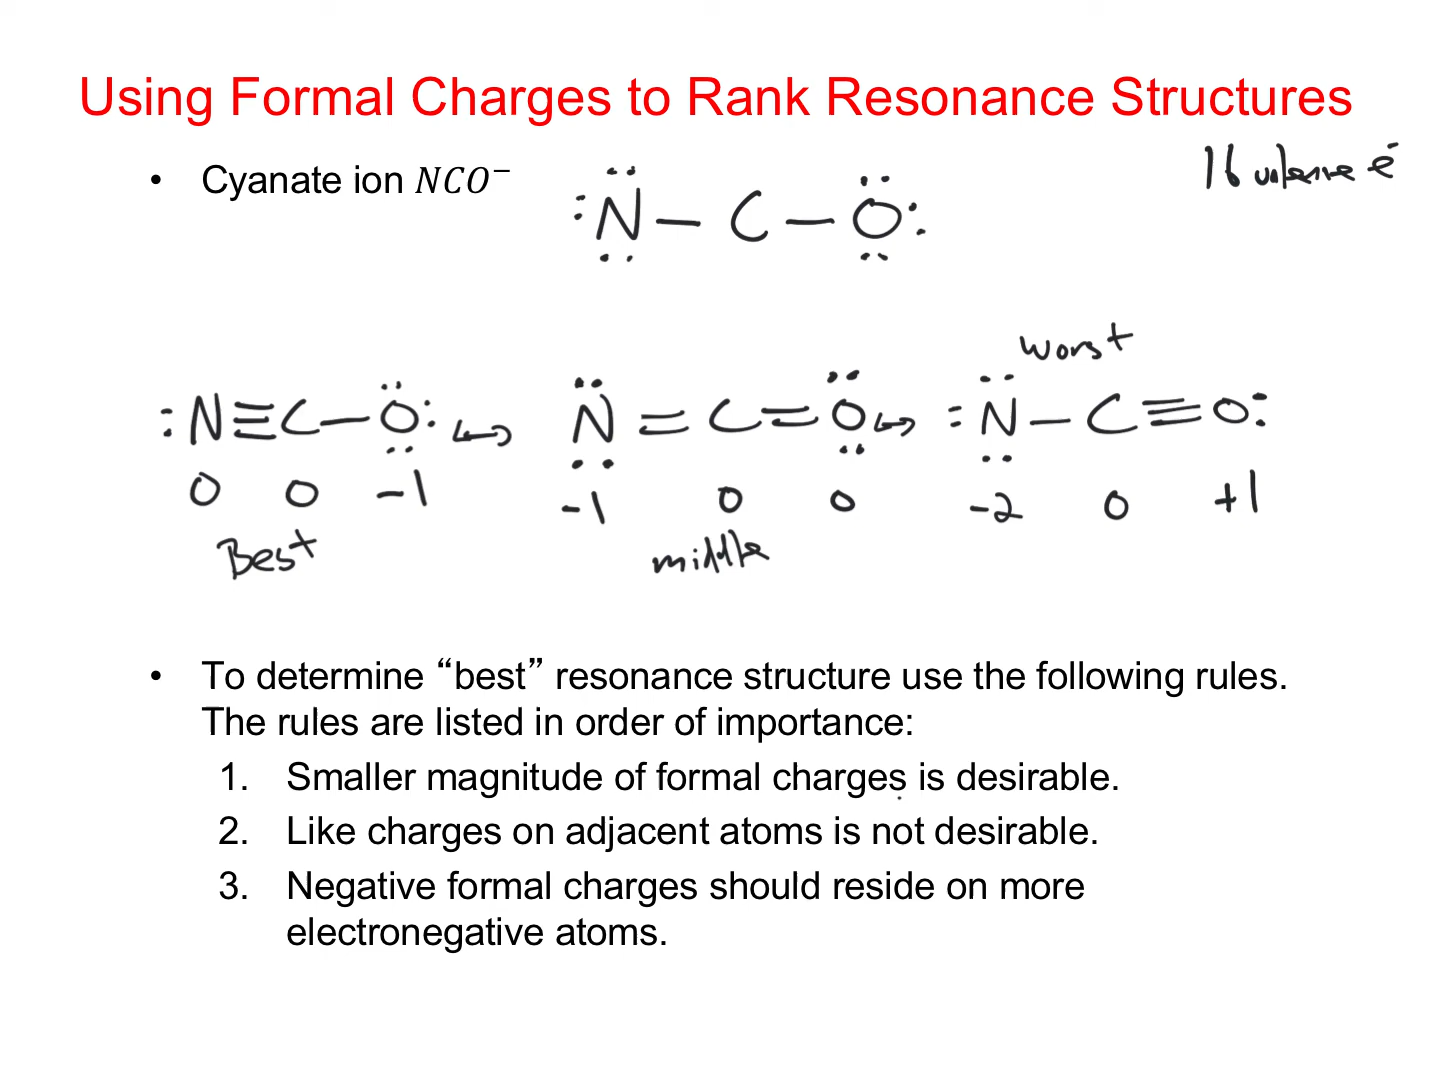 Using Formal Charges to Rank Resonance Structures
16 valence e⁻
• Cyanate ion NCO⁻
:N̈ – C – Ö:
worst
:N≡C–Ö: ↔ N̈=C=Ö ↔ :N̈–C≡O:
0 0 -1 -1 0 0 -2 0 +1
Best middle
• To determine “best” resonance structure use the following rules.
The rules are listed in order of importance:
1. Smaller magnitude of formal charges is desirable.
2. Like charges on adjacent atoms is not desirable.
3. Negative formal charges should reside on more
electronegative atoms.